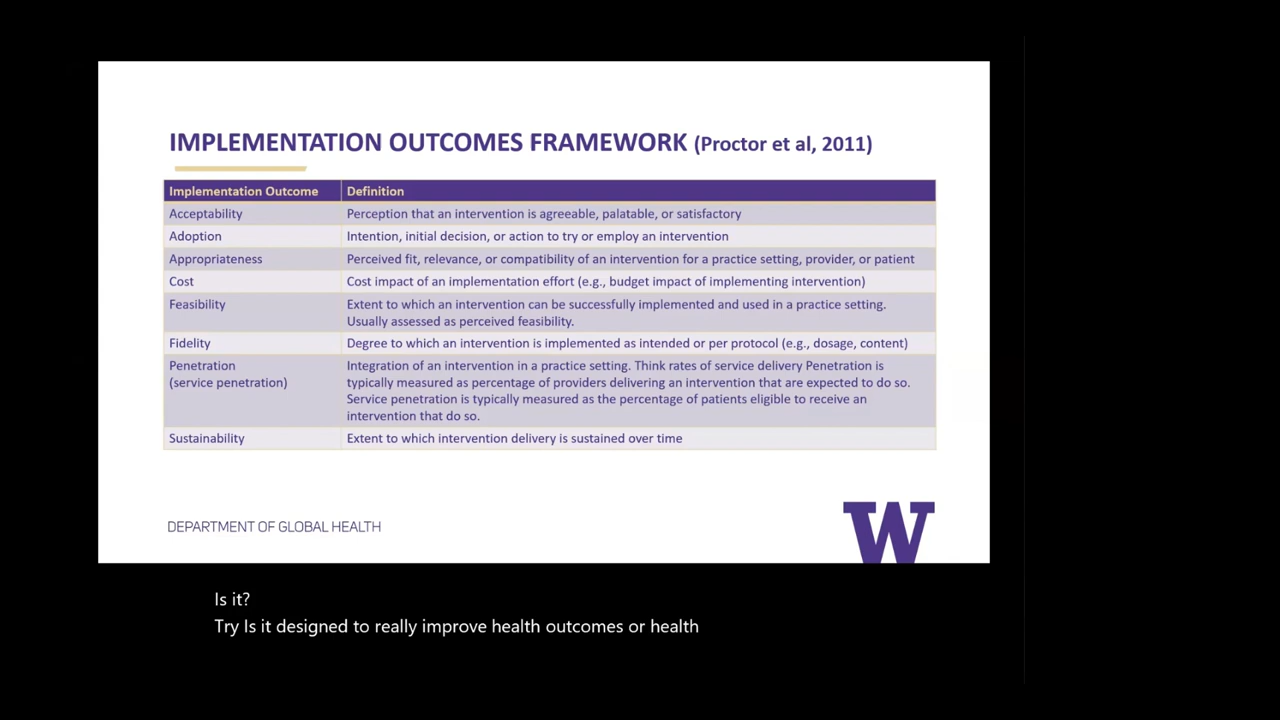 IMPLEMENTATION OUTCOMES FRAMEWORK (Proctor et al, 2011)
Implementation Outcome Definition
Acceptability Perception that an intervention is agreeable, palatable, or satisfactory
Adoption Intention, initial decision, or action to try or employ an intervention
Appropriateness Perceived fit, relevance, or compatibility of an intervention for a practice setting, provider, or patient
Cost Cost impact of an implementation effort (e.g., budget impact of implementing intervention)
Feasibility Extent to which an intervention can be successfully implemented and used in a practice setting.
Usually assessed as perceived feasibility.
Fidelity Degree to which an intervention is implemented as intended or per protocol (e.g., dosage, content)
Penetration Integration of an intervention in a practice setting. Think rates of service delivery Penetration is
(service penetration) typically measured as percentage of providers delivering an intervention that are expected to do so.
Service penetration is typically measured as the percentage of patients eligible to receive an
intervention that do so.
Sustainability Extent to which intervention delivery is sustained over time
DEPARTMENT OF GLOBAL HEALTH
W
Is it?
Try Is it designed to really improve health outcomes or health